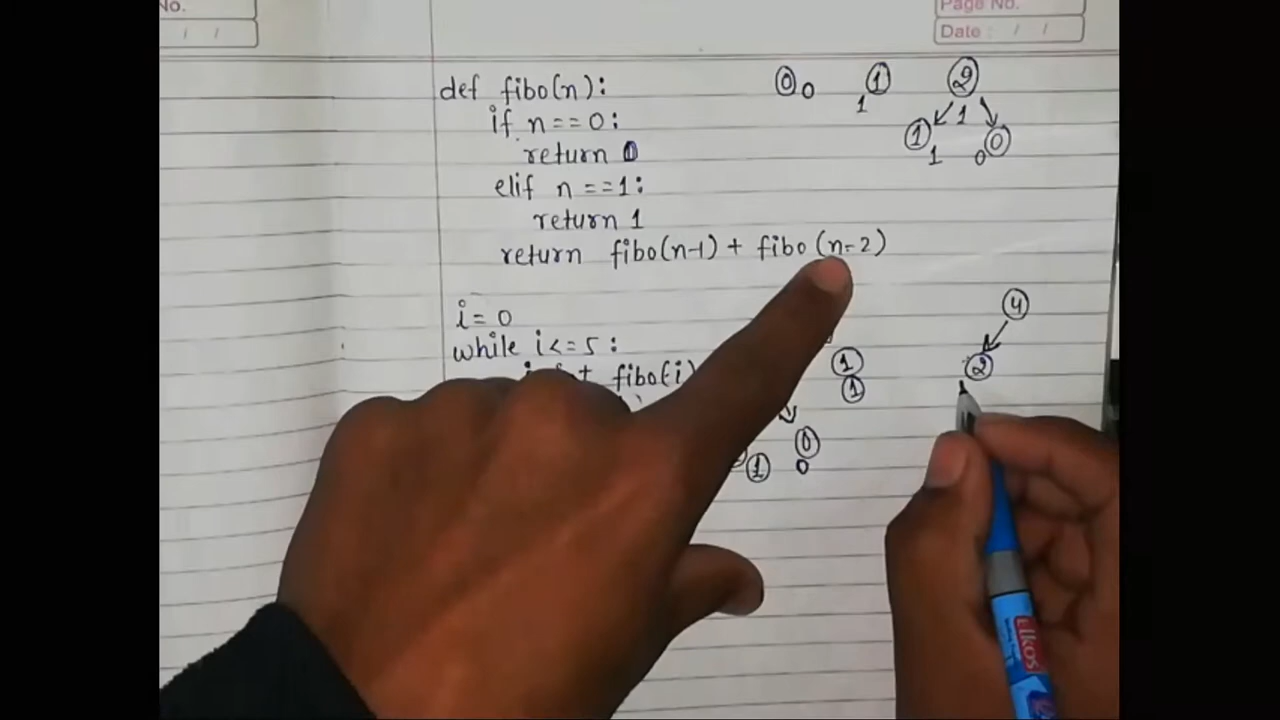 No.
/ /
Page No.
Date : / /
def fibo(n):
if n==0:
return 0
elif n==1:
return 1
return fibo(n-1) + fibo(n-2)
i=0
while i<=5:
fibo(i)
0 0
1
1
2
1
1
1
0
0
4
2
1
1
0
1
0
Likos